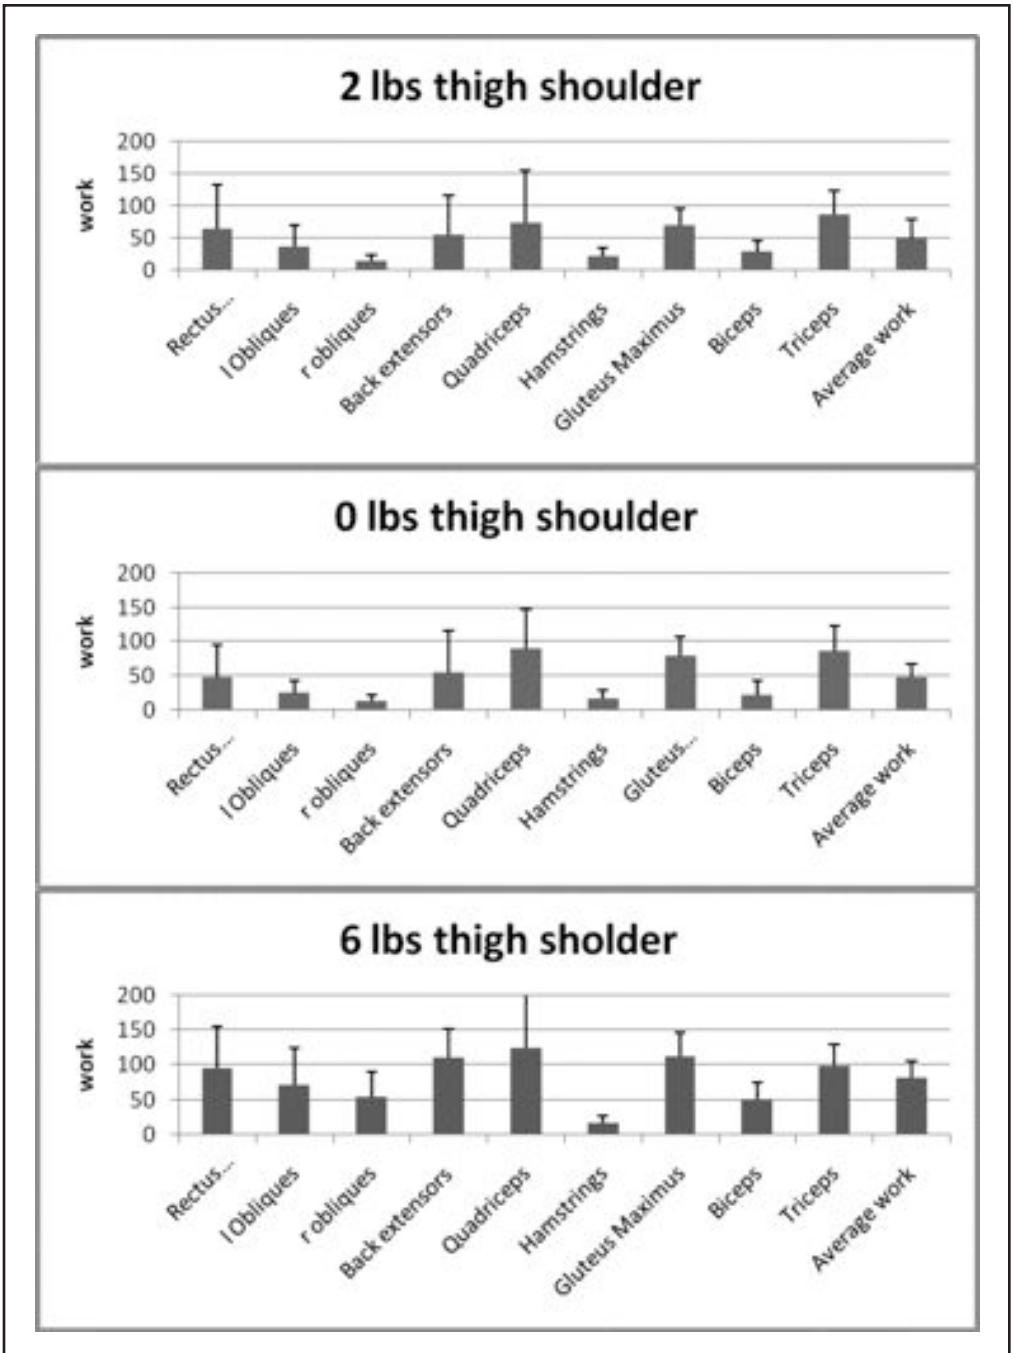 2 lbs thigh shoulder
200
150
100
50
0
work
Rectus...
l Obliques
r obliques
Back extensors
Quadriceps
Hamstrings
Gluteus Maximus
Biceps
Triceps
Average work
0 lbs thigh shoulder
200
150
100
50
0
work
Rectus...
l Obliques
r obliques
Back extensors
Quadriceps
Hamstrings
Gluteus...
Biceps
Triceps
Average work
6 lbs thigh sholder
200
150
100
50
0
work
Rectus...
l Obliques
r obliques
Back extensors
Quadriceps
Hamstrings
Gluteus Maximus
Biceps
Triceps
Average work